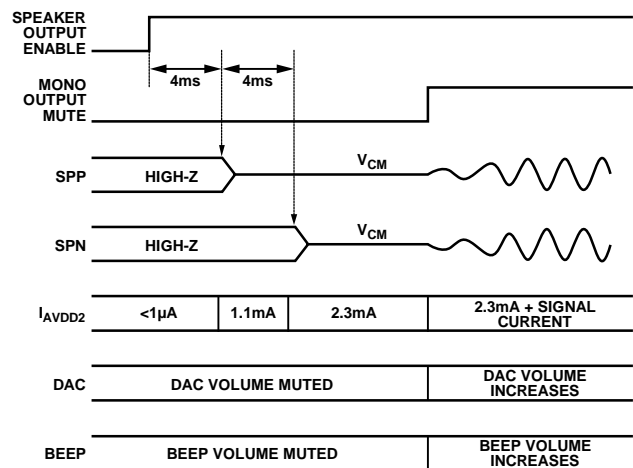 SPEAKER
OUTPUT
ENABLE
4ms 4ms
MONO
OUTPUT
MUTE
SPP HIGH-Z VCM
SPN HIGH-Z VCM
IAVDD2 <1µA 1.1mA 2.3mA 2.3mA + SIGNAL
CURRENT
DAC DAC VOLUME MUTED DAC VOLUME
INCREASES
BEEP BEEP VOLUME MUTED BEEP VOLUME
INCREASES